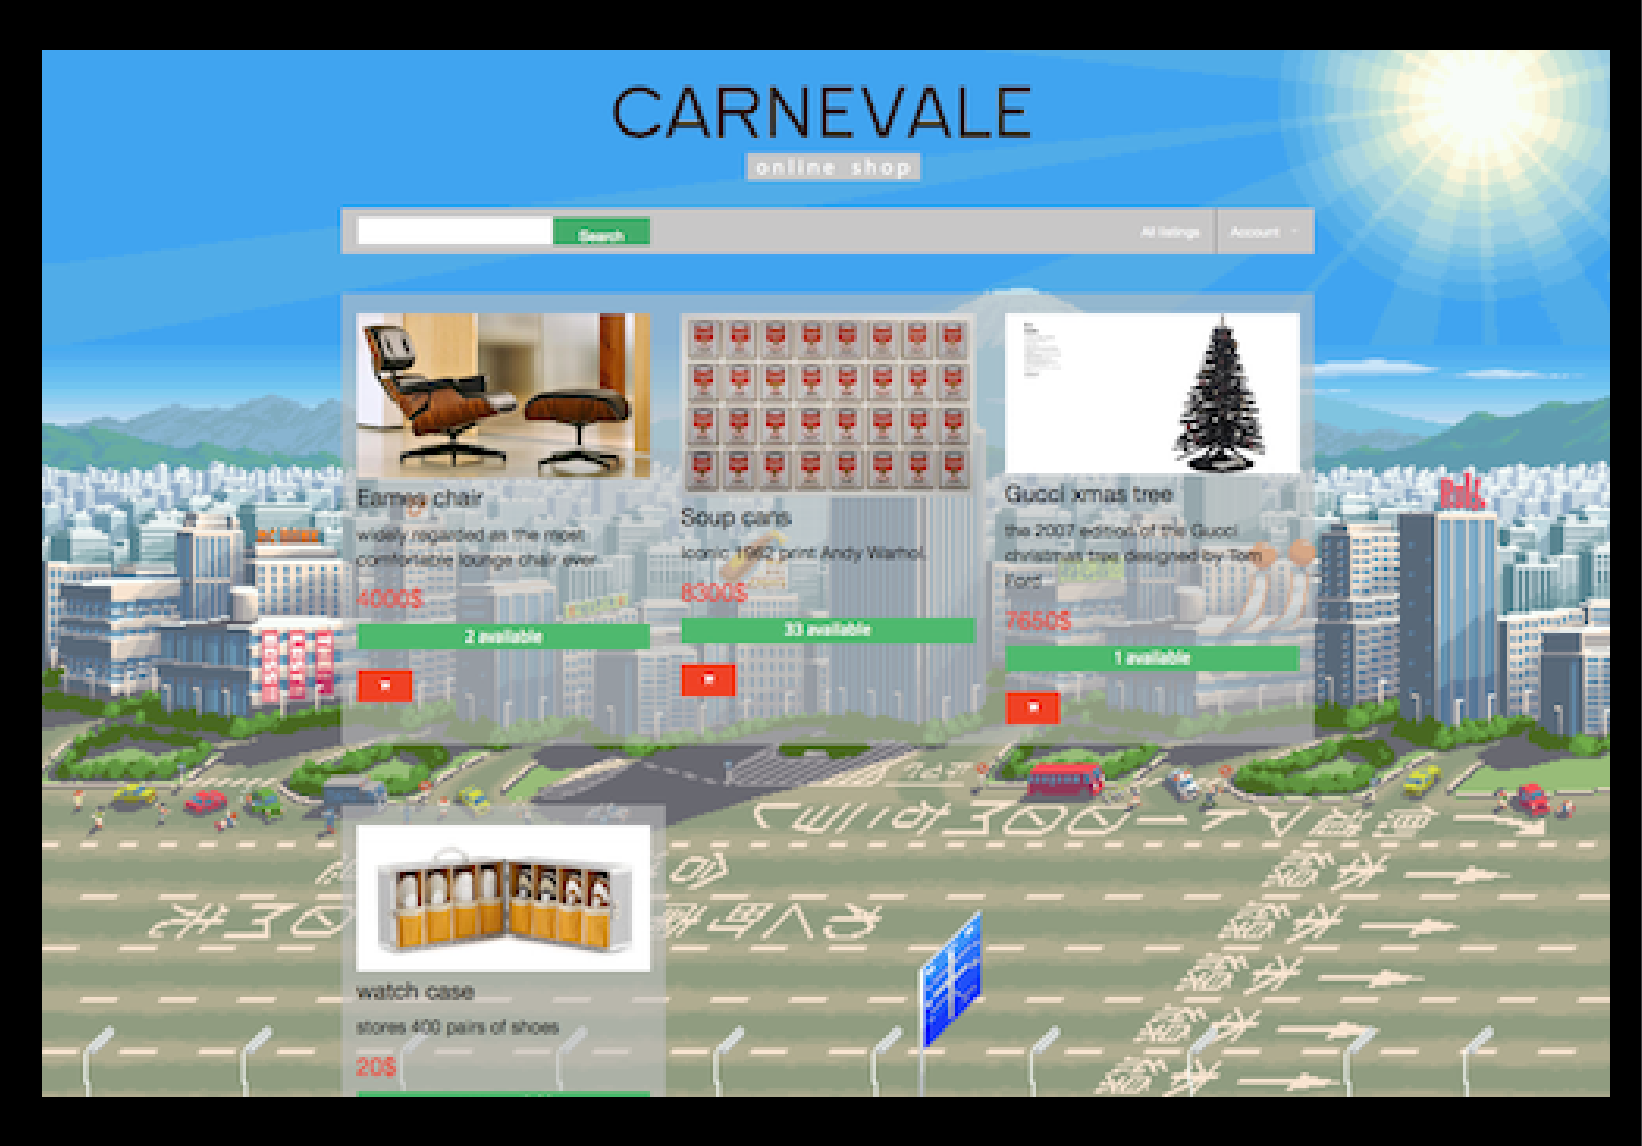 CARNEVALE
online shop
Search
All listings
Account
Eames chair
widely regarded as the most
comfortable lounge chair ever
4000$
2 available
Soup cans
Iconic 1962 print Andy Warhol.
8300$
33 available
Gucci xmas tree
the 2007 edition of the Gucci
christmas tree designed by Tom
Ford
7650$
1 available
watch case
stores 400 pairs of shoes
20$